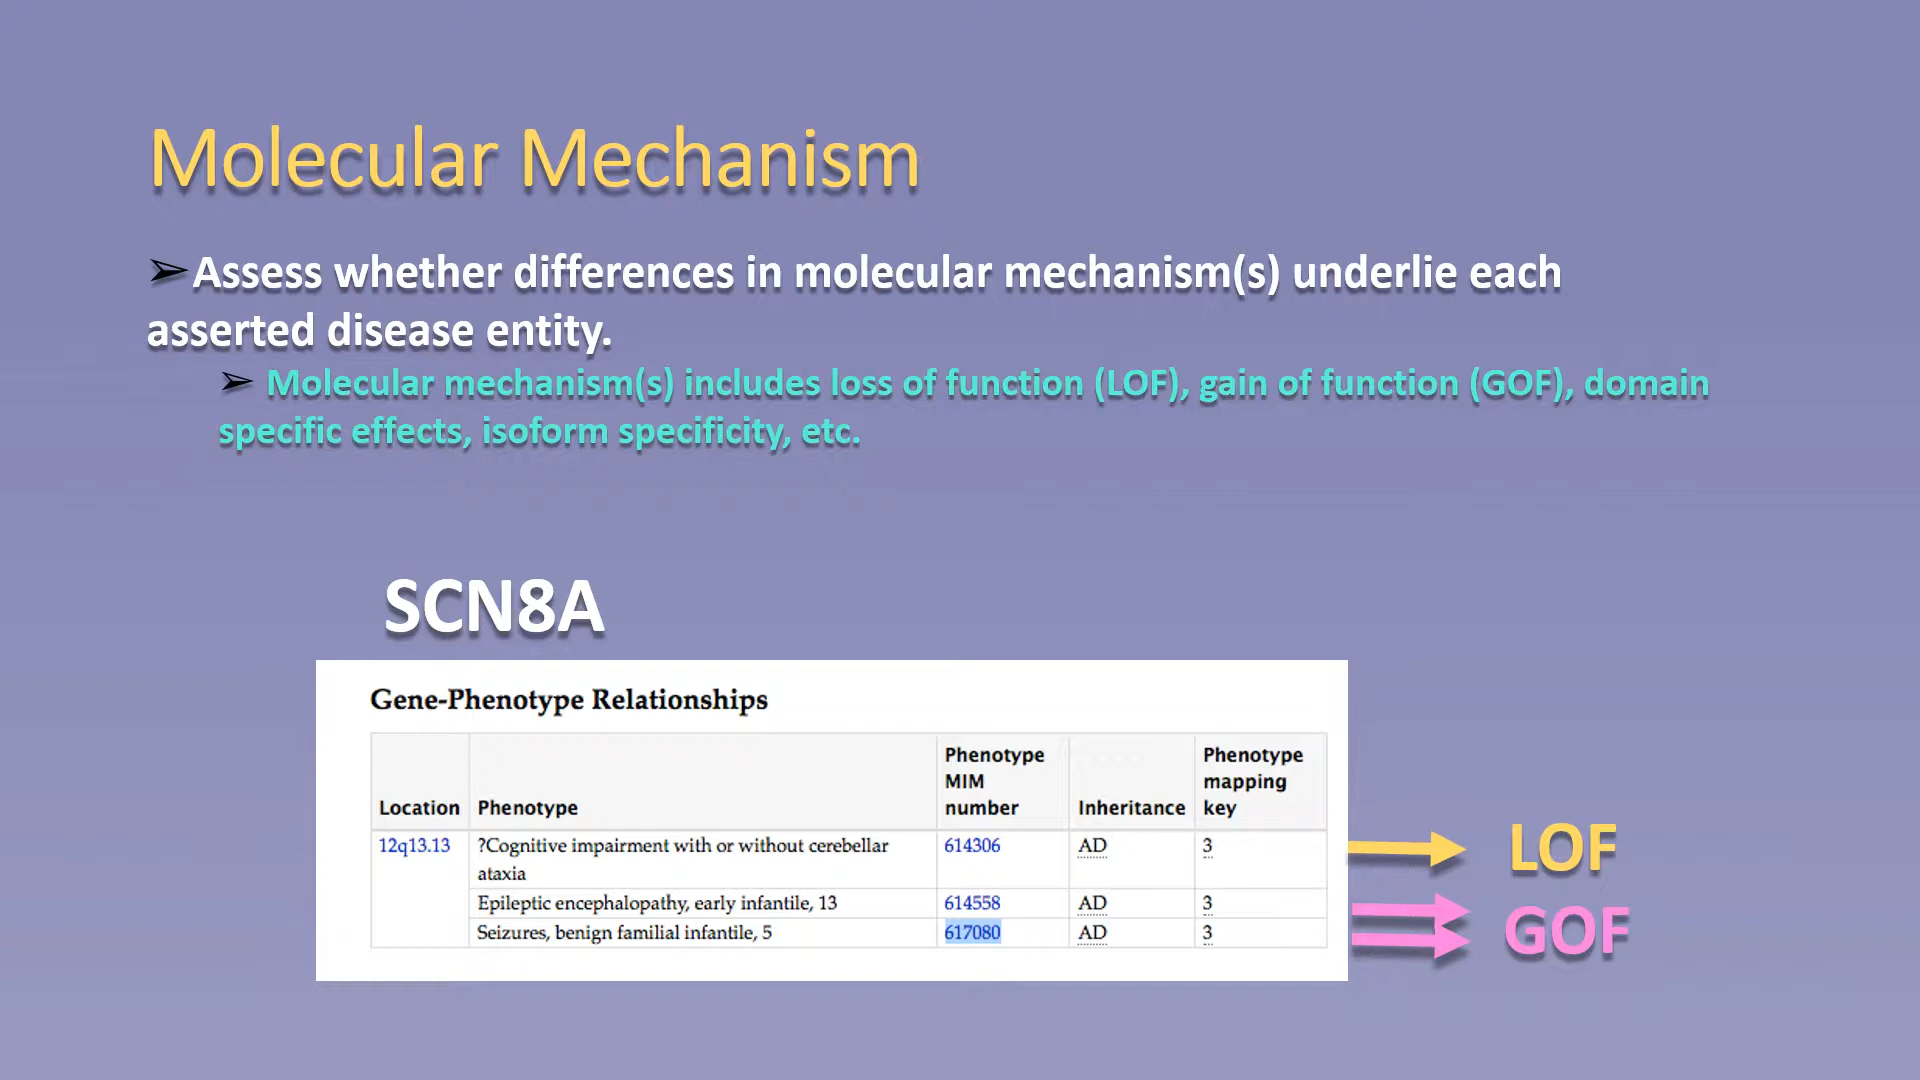 Molecular Mechanism
➢Assess whether differences in molecular mechanism(s) underlie each
asserted disease entity.
➢ Molecular mechanism(s) includes loss of function (LOF), gain of function (GOF), domain
specific effects, isoform specificity, etc.
SCN8A
Gene-Phenotype Relationships
Location Phenotype Phenotype MIM number Inheritance Phenotype mapping key
12q13.13 ?Cognitive impairment with or without cerebellar 614306 AD 3 LOF
ataxia
Epileptic encephalopathy, early infantile, 13 614558 AD 3
Seizures, benign familial infantile, 5 617080 AD 3 GOF